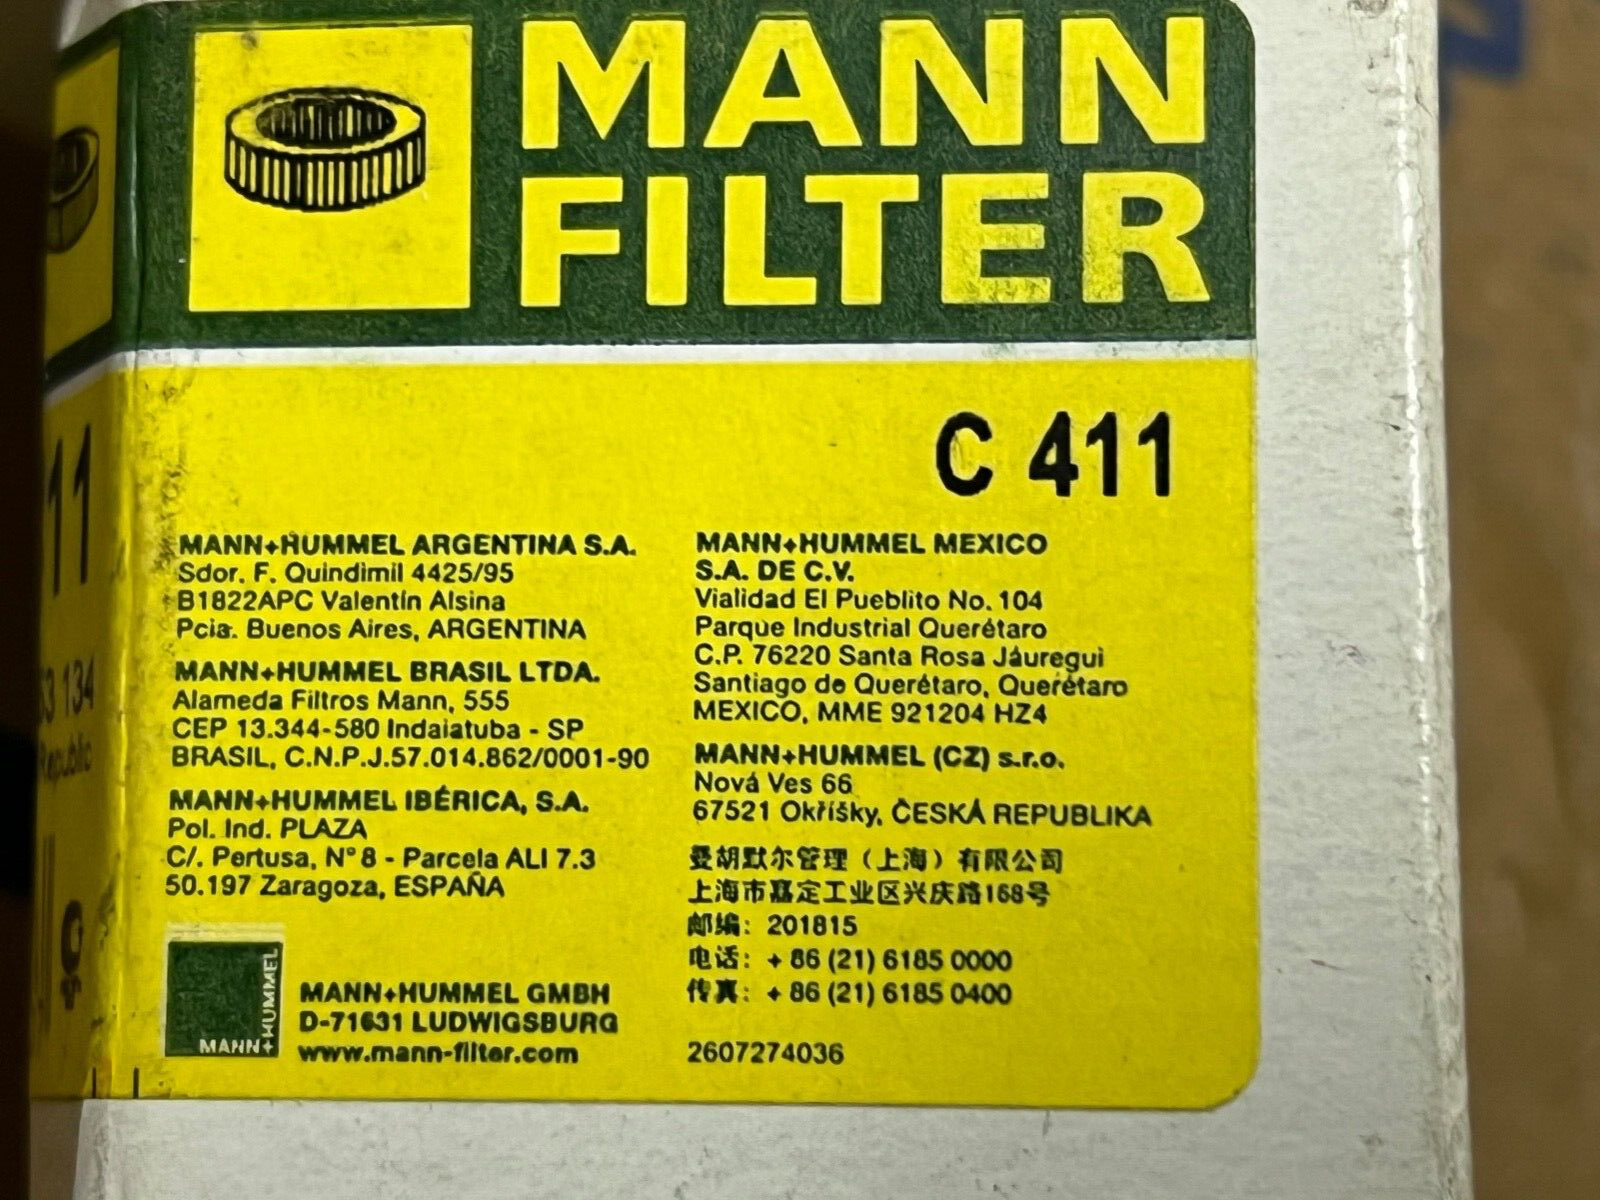 MANN
FILTER
C 411
11
MANN+HUMMEL ARGENTINA S.A.
Sdor. F. Quindimil 4425/95
B1822APC Valentín Alsina
Pcia. Buenos Aires, ARGENTINA
MANN+HUMMEL BRASIL LTDA.
Alameda Filtros Mann, 555
CEP 13.344-580 Indaiatuba - SP
BRASIL, C.N.P.J.57.014.862/0001-90
MANN+HUMMEL IBÉRICA, S.A.
Pol. Ind. PLAZA
C/. Pertusa, Nº 8 - Parcela ALI 7.3
50.197 Zaragoza, ESPAÑA
MANN+HUMMEL
MANN+HUMMEL GMBH
D-71631 LUDWIGSBURG
www.mann-filter.com
MANN+HUMMEL MEXICO
S.A. DE C.V.
Vialidad El Pueblito No. 104
Parque Industrial Querétaro
C.P. 76220 Santa Rosa Jáuregui
Santiago de Querétaro, Querétaro
MEXICO, MME 921204 HZ4
MANN+HUMMEL (CZ) s.r.o.
Nová Ves 66
67521 Okříšky, ČESKÁ REPUBLIKA
曼胡默尔管理（上海）有限公司
上海市嘉定工业区兴庆路168号
邮编: 201815
电话: + 86 (21) 6185 0000
传真: + 86 (21) 6185 0400
2607274036
134
Republic